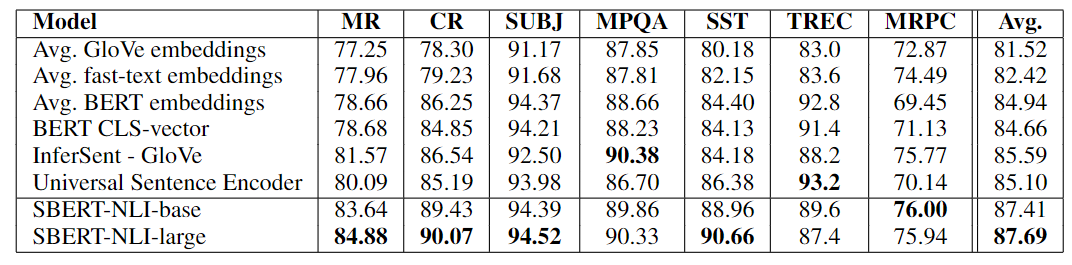 Model MR CR SUBJ MPQA SST TREC MRPC Avg.
Avg. GloVe embeddings 77.25 78.30 91.17 87.85 80.18 83.0 72.87 81.52
Avg. fast-text embeddings 77.96 79.23 91.68 87.81 82.15 83.6 74.49 82.42
Avg. BERT embeddings 78.66 86.25 94.37 88.66 84.40 92.8 69.45 84.94
BERT CLS-vector 78.68 84.85 94.21 88.23 84.13 91.4 71.13 84.66
InferSent - GloVe 81.57 86.54 92.50 90.38 84.18 88.2 75.77 85.59
Universal Sentence Encoder 80.09 85.19 93.98 86.70 86.38 93.2 70.14 85.10
SBERT-NLI-base 83.64 89.43 94.39 89.86 88.96 89.6 76.00 87.41
SBERT-NLI-large 84.88 90.07 94.52 90.33 90.66 87.4 75.94 87.69